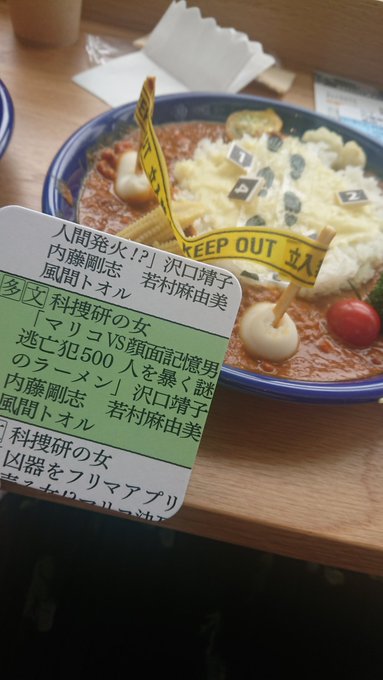 人間発火!?」沢口靖子
内藤剛志　若村麻由美
風間トオル
多文科捜研の女
「マリコVS顔面記憶男
逃亡犯500人を暴く謎
のラーメン」沢口靖子
内藤剛志　若村麻由美
風間トオル
科捜研の女
凶器をフリマアプリ
KEEP OUT 立入
1
4
2